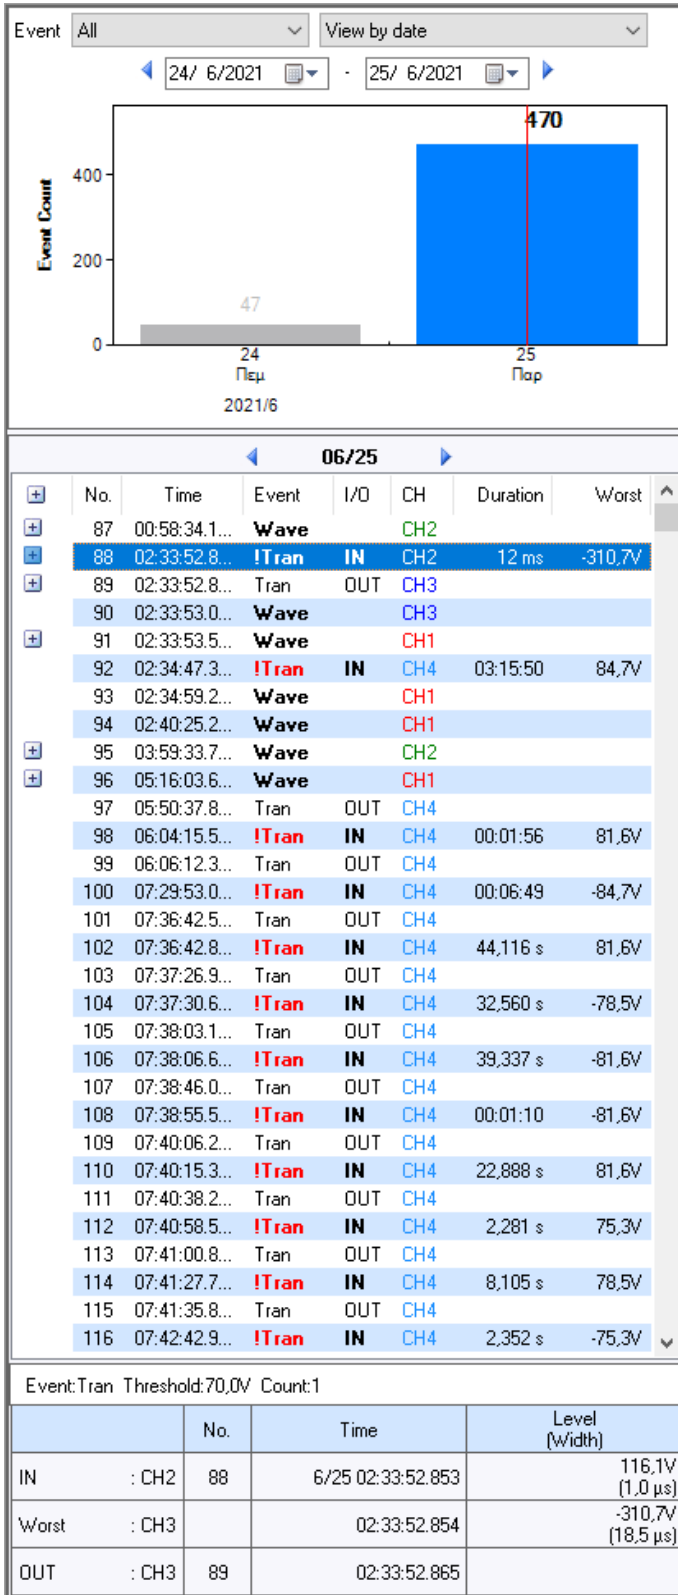 Event All View by date
24/ 6/2021 - 25/ 6/2021
470
400
Event Count
200
47
0
24 25
Πεμ Παρ
2021/6
06/25
No. Time Event I/O CH Duration Worst
87 00:58:34.1... Wave CH2
88 02:33:52.8... !Tran IN CH2 12 ms -310,7V
89 02:33:52.8... Tran OUT CH3
90 02:33:53.0... Wave CH3
91 02:33:53.5... Wave CH1
92 02:34:47.3... !Tran IN CH4 03:15:50 84,7V
93 02:34:59.2... Wave CH1
94 02:40:25.2... Wave CH1
95 03:59:33.7... Wave CH2
96 05:16:03.6... Wave CH1
97 05:50:37.8... Tran OUT CH4
98 06:04:15.5... !Tran IN CH4 00:01:56 81,6V
99 06:06:12.3... Tran OUT CH4
100 07:29:53.0... !Tran IN CH4 00:06:49 -84,7V
101 07:36:42.5... Tran OUT CH4
102 07:36:42.8... !Tran IN CH4 44,116 s 81,6V
103 07:37:26.9... Tran OUT CH4
104 07:37:30.6... !Tran IN CH4 32,560 s -78,5V
105 07:38:03.1... Tran OUT CH4
106 07:38:06.6... !Tran IN CH4 39,337 s -81,6V
107 07:38:46.0... Tran OUT CH4
108 07:38:55.5... !Tran IN CH4 00:01:10 -81,6V
109 07:40:06.2... Tran OUT CH4
110 07:40:15.3... !Tran IN CH4 22,888 s 81,6V
111 07:40:38.2... Tran OUT CH4
112 07:40:58.5... !Tran IN CH4 2,281 s 75,3V
113 07:41:00.8... Tran OUT CH4
114 07:41:27.7... !Tran IN CH4 8,105 s 78,5V
115 07:41:35.8... Tran OUT CH4
116 07:42:42.9... !Tran IN CH4 2,352 s -75,3V
Event:Tran Threshold:70,0V Count:1
No. Time Level
(Width)
IN : CH2 88 6/25 02:33:52.853 116,1V
(1,0 µs)
Worst : CH3 02:33:52.854 -310,7V
(18,5 µs)
OUT : CH3 89 02:33:52.865